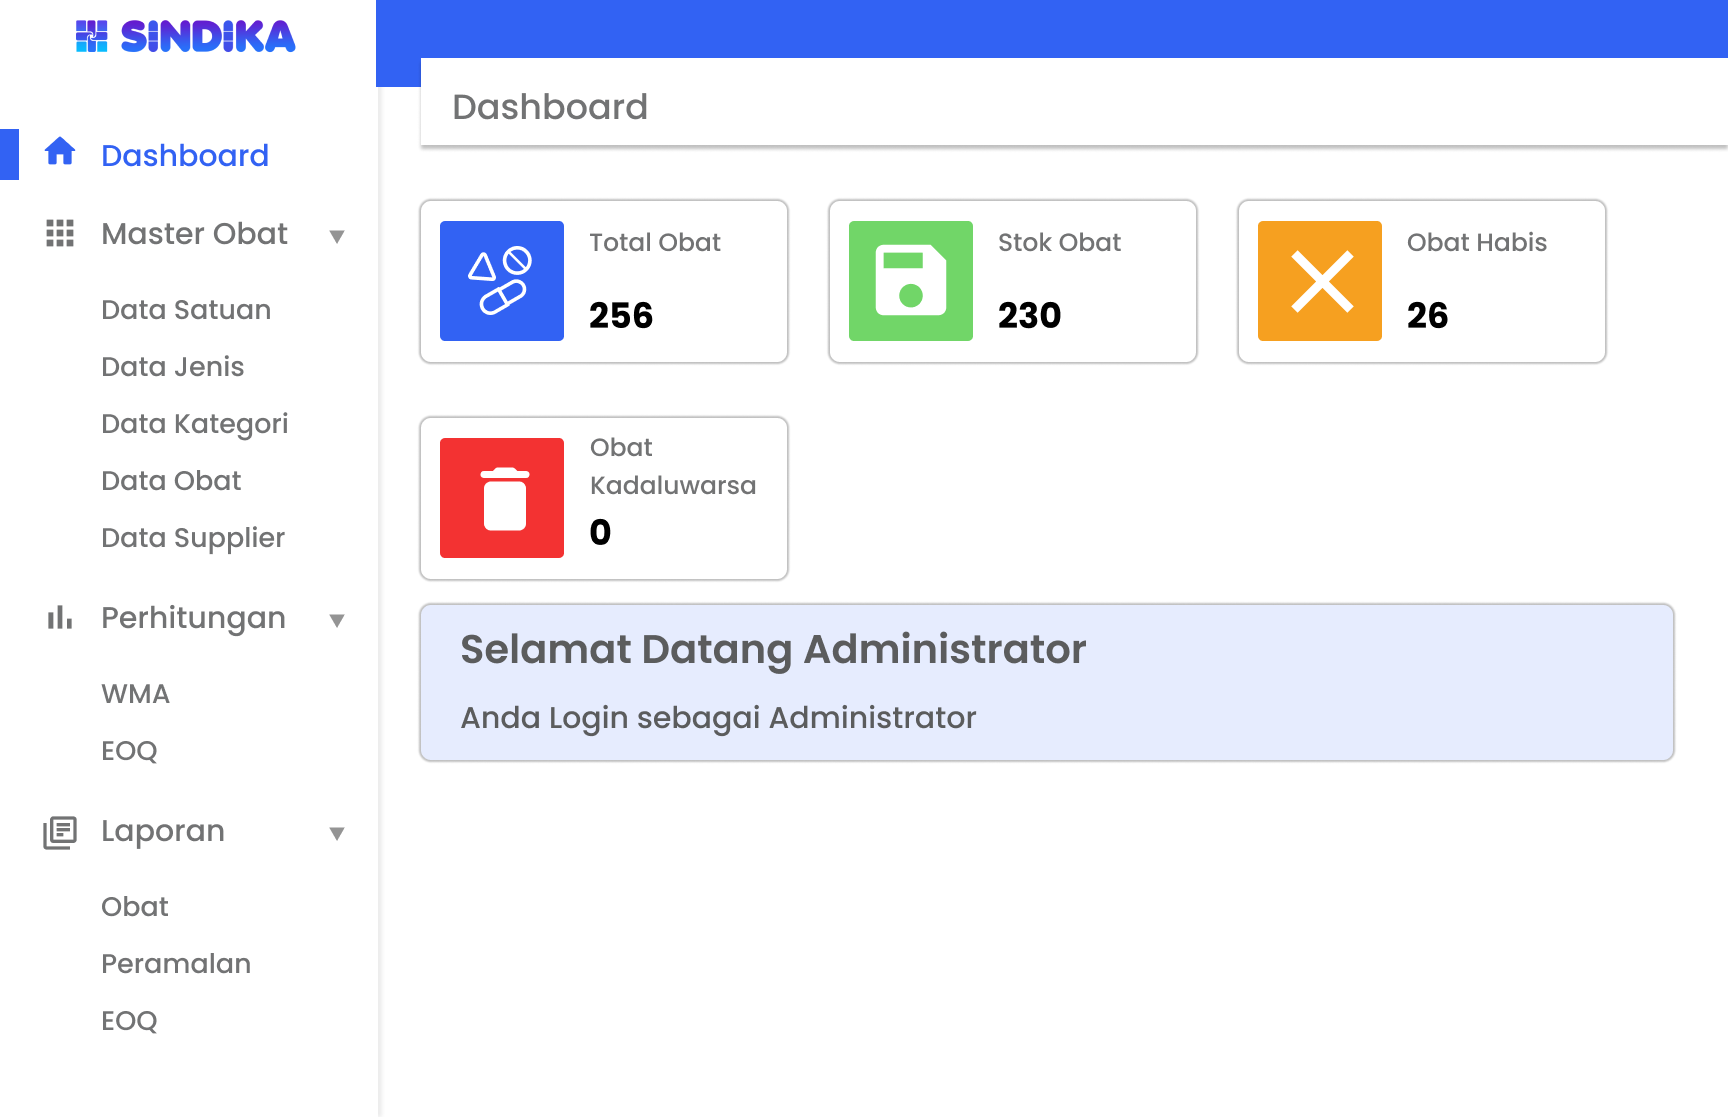 SINDIKA
Dashboard
Master Obat
Data Satuan
Data Jenis
Data Kategori
Data Obat
Data Supplier
Perhitungan
WMA
EOQ
Laporan
Obat
Peramalan
EOQ
Dashboard
Total Obat
256
Stok Obat
230
Obat Habis
26
Obat
Kadaluwarsa
0
Selamat Datang Administrator
Anda Login sebagai Administrator